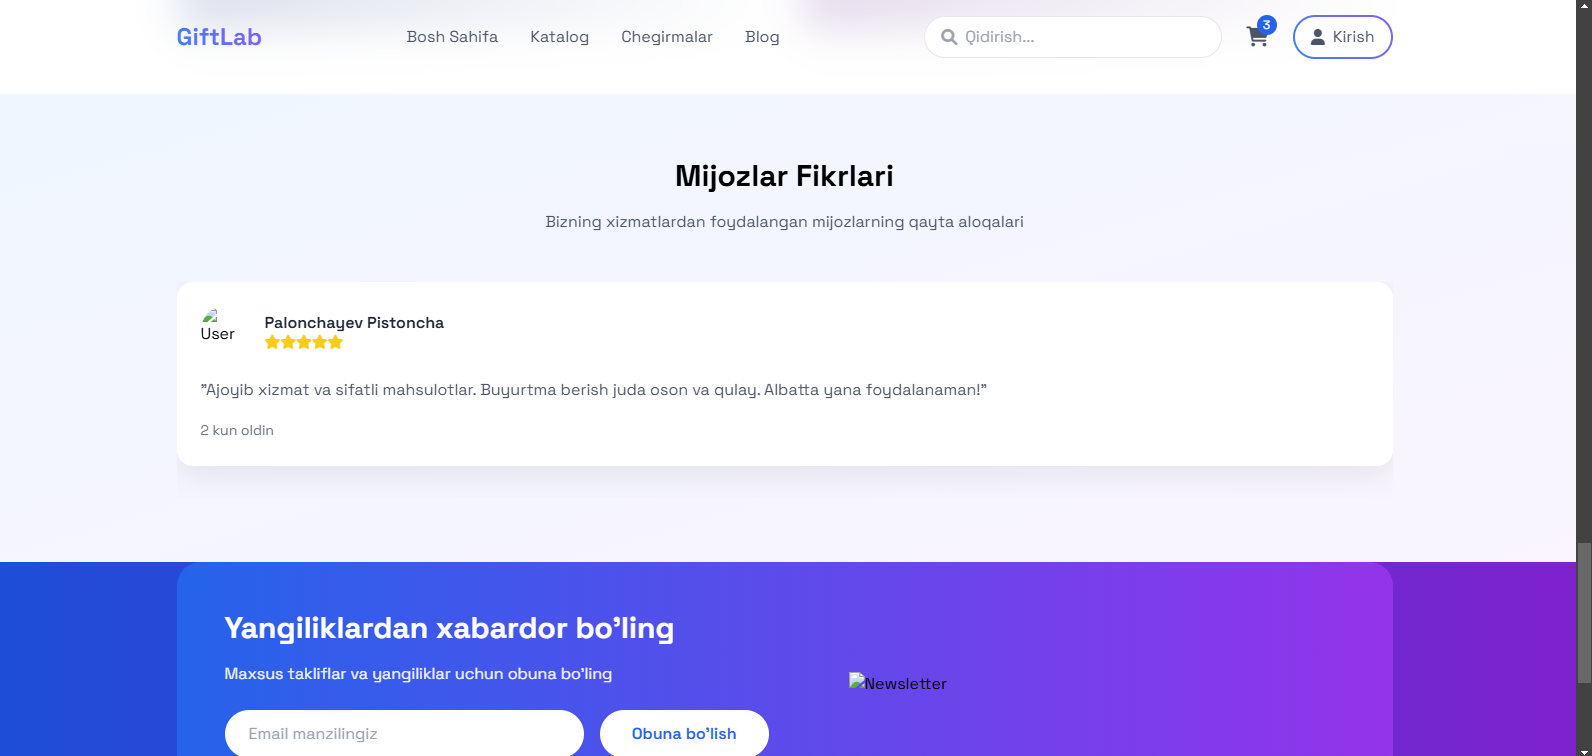 GiftLab
Bosh Sahifa
Katalog
Chegirmalar
Blog
Qidirish...
3
Kirish
Mijozlar Fikrlari
Bizning xizmatlardan foydalangan mijozlarning qayta aloqalari
User
Palonchayev Pistoncha
"Ajoyib xizmat va sifatli mahsulotlar. Buyurtma berish juda oson va qulay. Albatta yana foydalanaman!"
2 kun oldin
Yangiliklardan xabardor bo'ling
Maxsus takliflar va yangiliklar uchun obuna bo'ling
Newsletter
Email manzilingiz
Obuna bo'lish